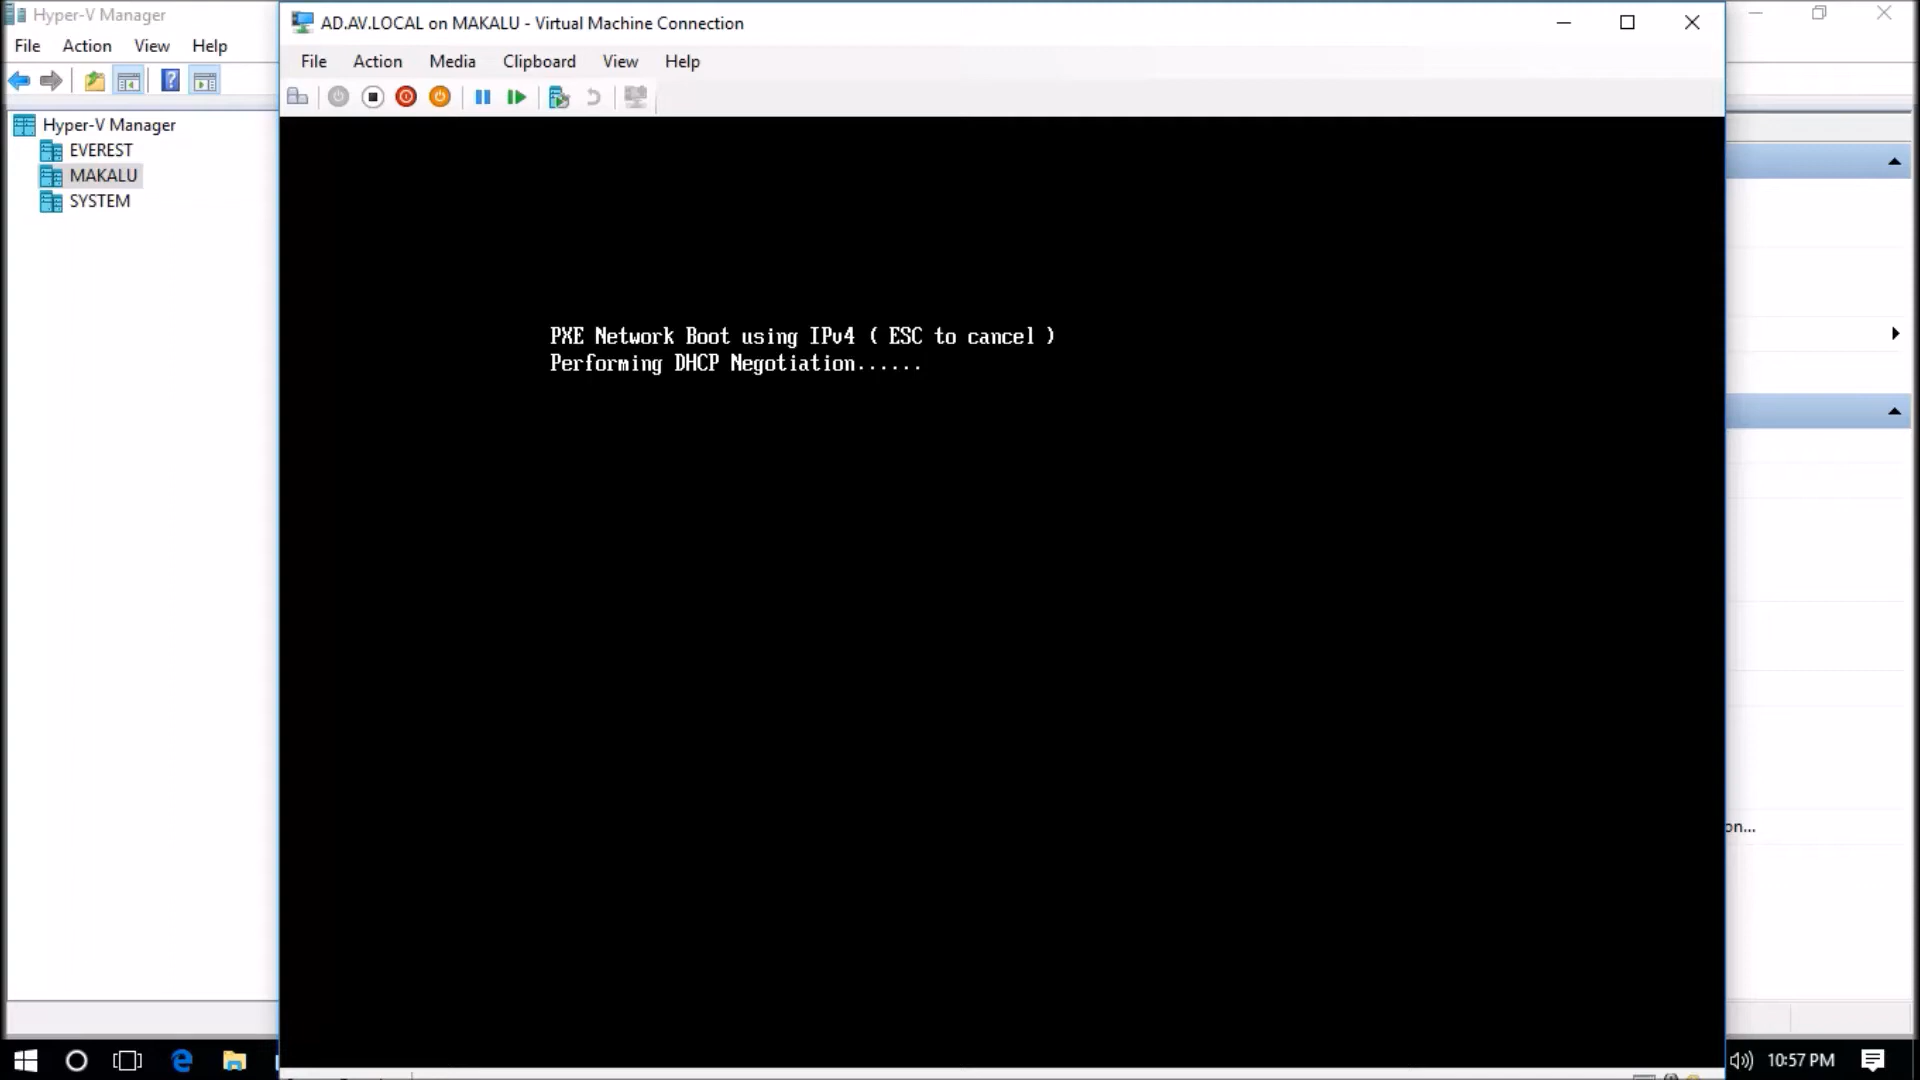 Hyper-V Manager
File Action View Help
Hyper-V Manager
EVEREST
MAKALU
SYSTEM
AD.AV.LOCAL on MAKALU - Virtual Machine Connection
File Action Media Clipboard View Help
PXE Network Boot using IPv4 ( ESC to cancel )
Performing DHCP Negotiation......
on...
10:57 PM